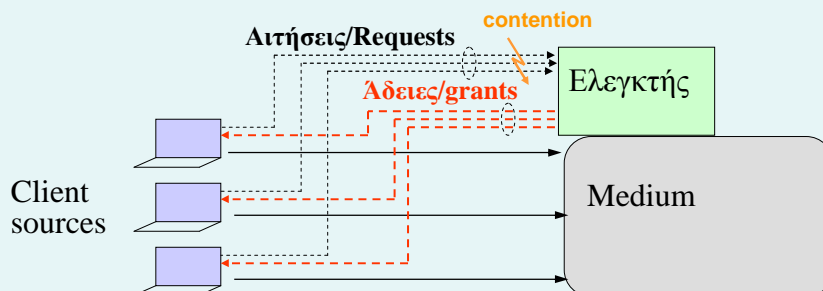 contention
Αιτήσεις/Requests
Ελεγκτής
Άδειες/grants
Client
sources
Medium